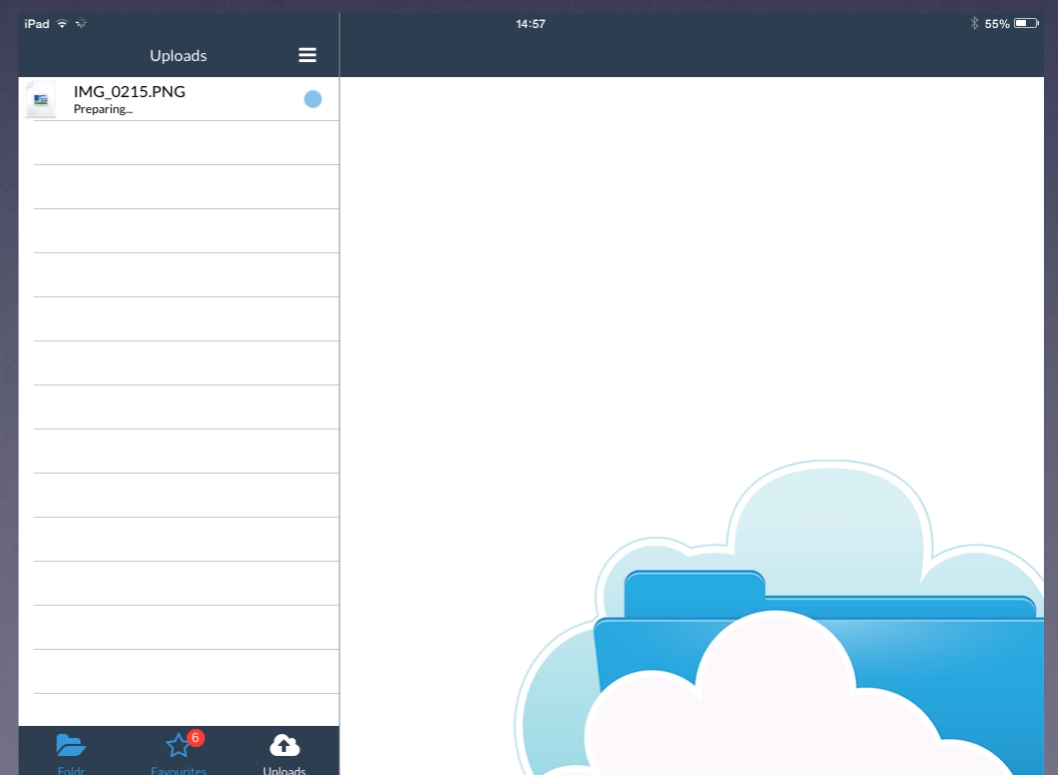 iPad 14:57 55%
Uploads
IMG_0215.PNG
Preparing...
6
Foldr Favourites Uploads